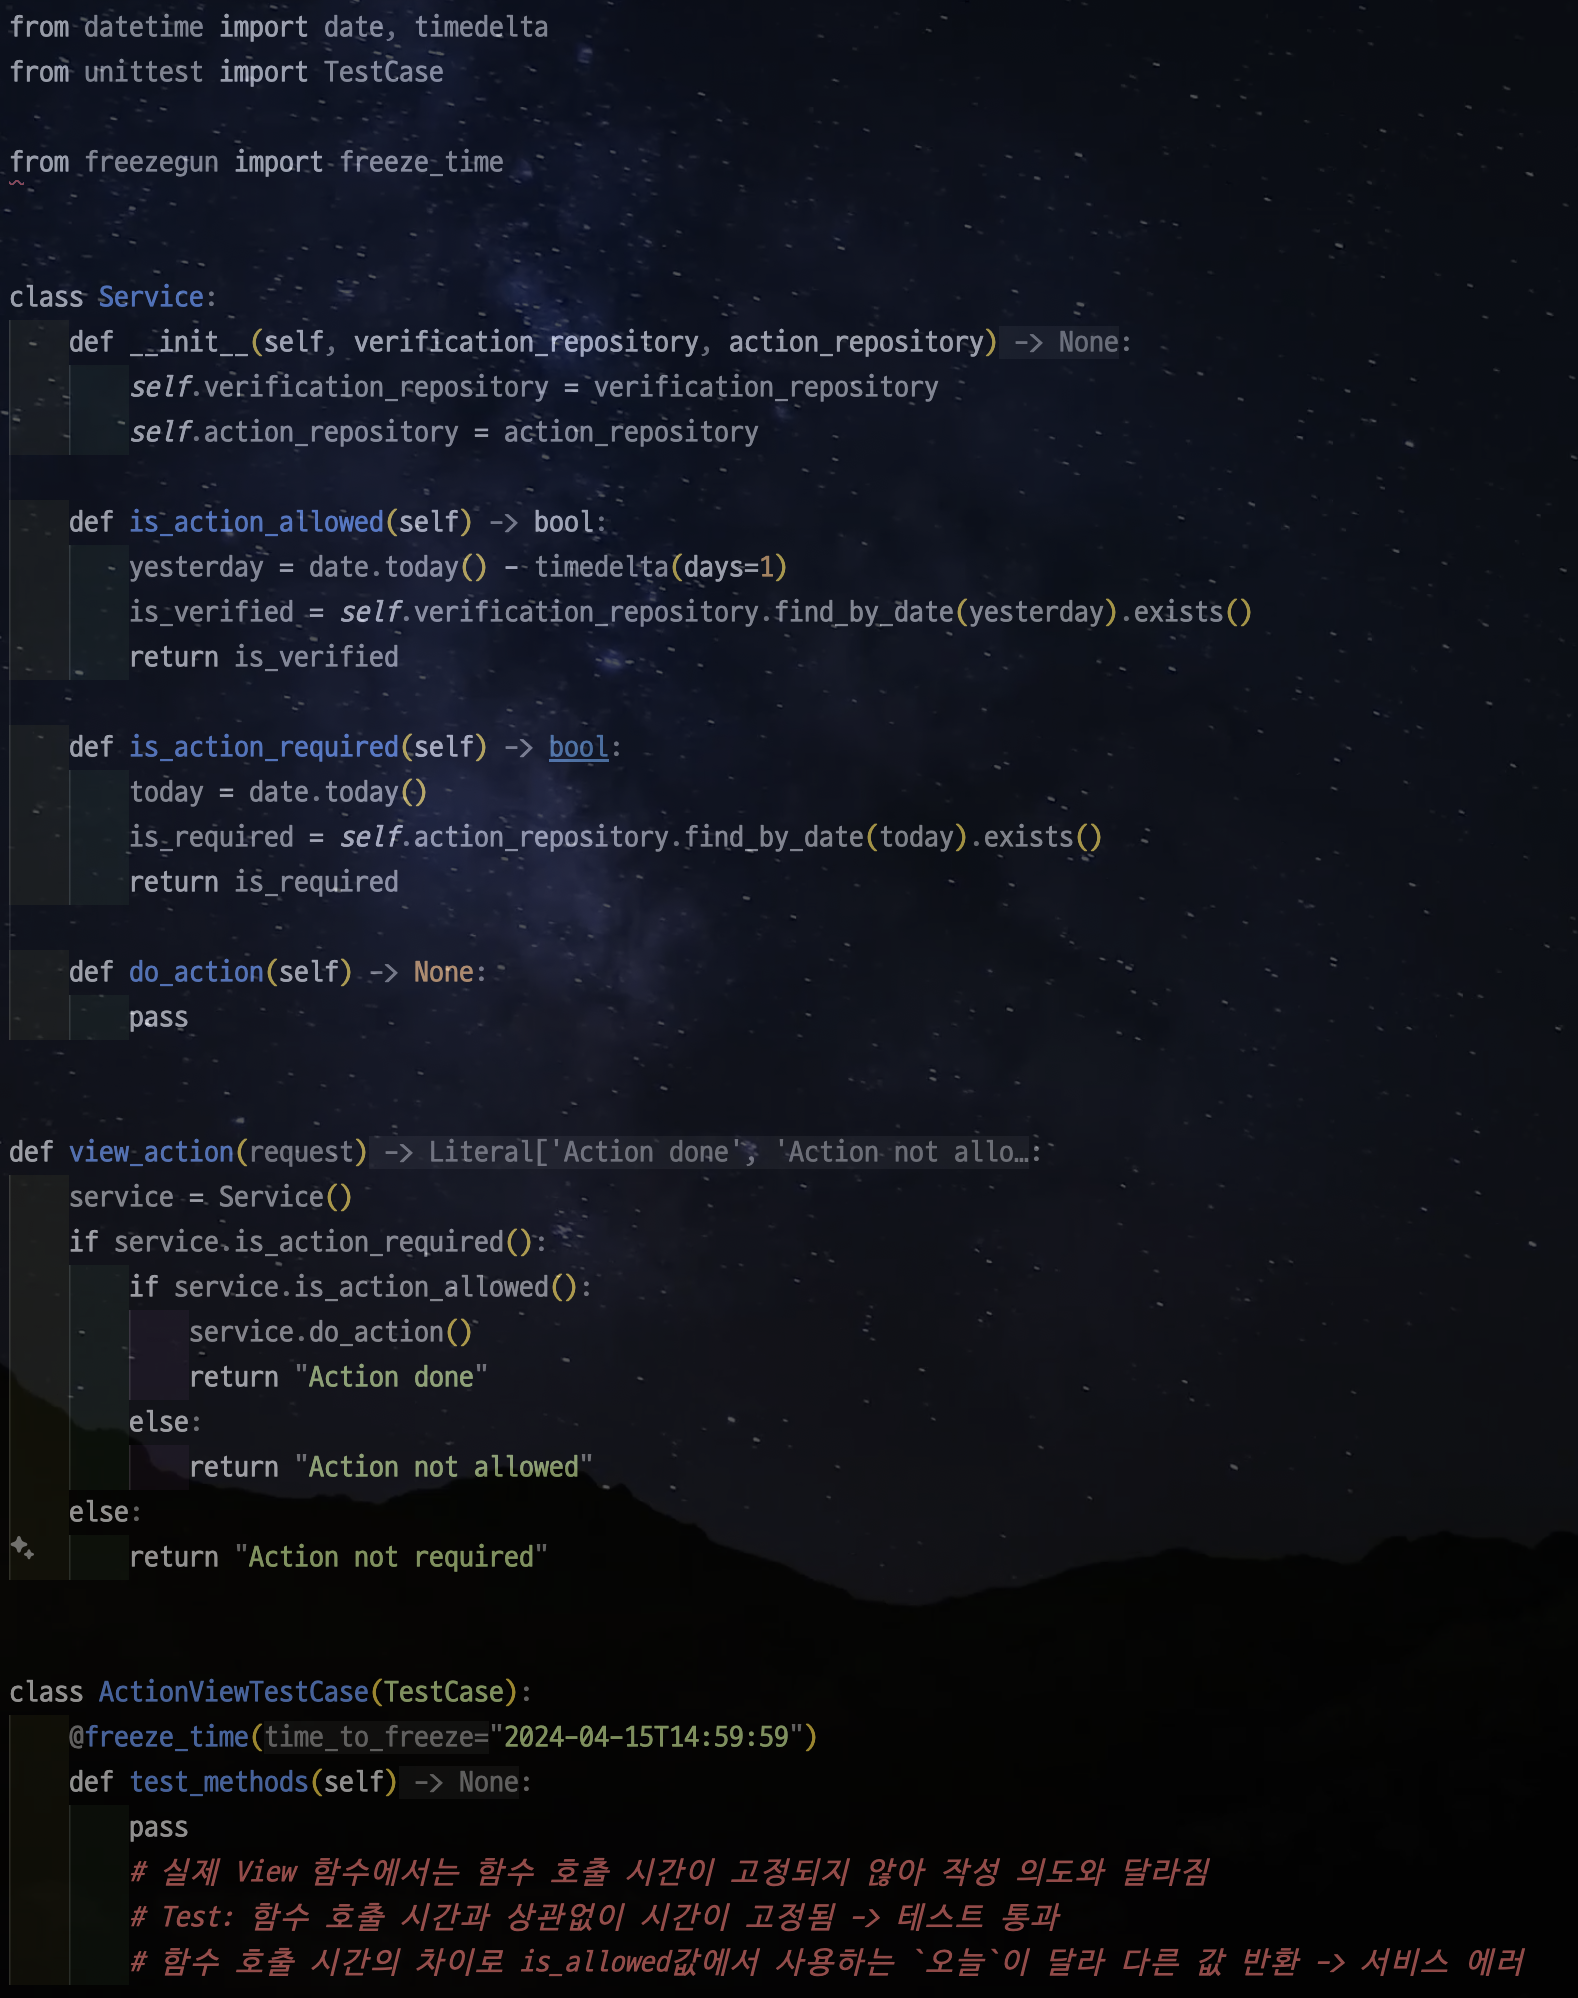 from datetime import date, timedelta
from unittest import TestCase
from freezegun import freeze_time
class Service:
def __init__(self, verification_repository, action_repository) -> None:
self.verification_repository = verification_repository
self.action_repository = action_repository
def is_action_allowed(self) -> bool:
yesterday = date.today() - timedelta(days=1)
is_verified = self.verification_repository.find_by_date(yesterday).exists()
return is_verified
def is_action_required(self) -> bool:
today = date.today()
is_required = self.action_repository.find_by_date(today).exists()
return is_required
def do_action(self) -> None:
pass
def view_action(request) -> Literal['Action done', 'Action not allo…:
service = Service()
if service.is_action_required():
if service.is_action_allowed():
service.do_action()
return "Action done"
else:
return "Action not allowed"
else:
return "Action not required"
class ActionViewTestCase(TestCase):
@freeze_time(time_to_freeze="2024-04-15T14:59:59")
def test_methods(self) -> None:
pass
# 실제 View 함수에서는 함수 호출 시간이 고정되지 않아 작성 의도와 달라짐
# Test: 함수 호출 시간과 상관없이 시간이 고정됨 -> 테스트 통과
# 함수 호출 시간의 차이로 is_allowed값에서 사용하는 `오늘`이 달라 다른 값 반환 -> 서비스 에러